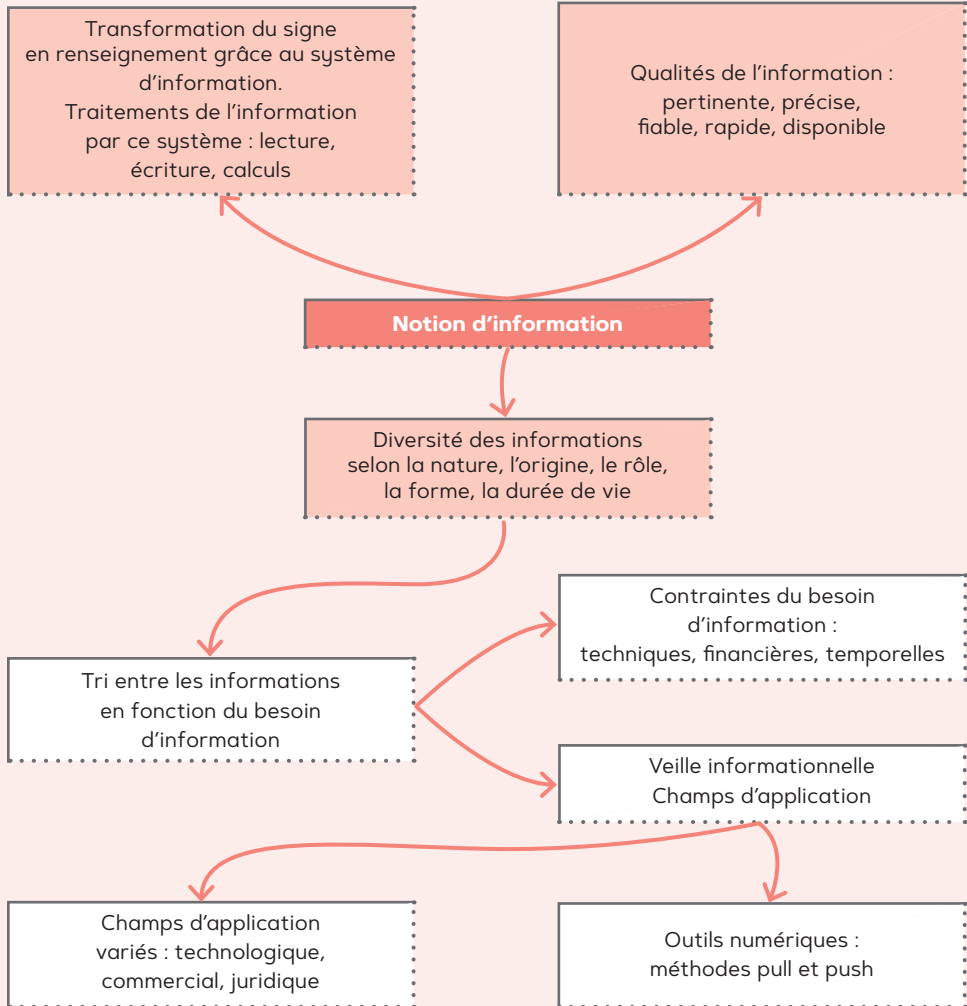 Transformation du signe
en renseignement grâce au système
d'information.
Traitements de l'information
par ce système : lecture,
écriture, calculs
Qualités de l'information :
pertinente, précise,
fiable, rapide, disponible
Notion d'information
Diversité des informations
selon la nature, l'origine, le rôle,
la forme, la durée de vie
Contraintes du besoin
d'information :
techniques, financières, temporelles
Tri entre les informations
en fonction du besoin
d'information
Veille informationnelle
Champs d'application
Champs d'application
variés : technologique,
commercial, juridique
Outils numériques :
méthodes pull et push